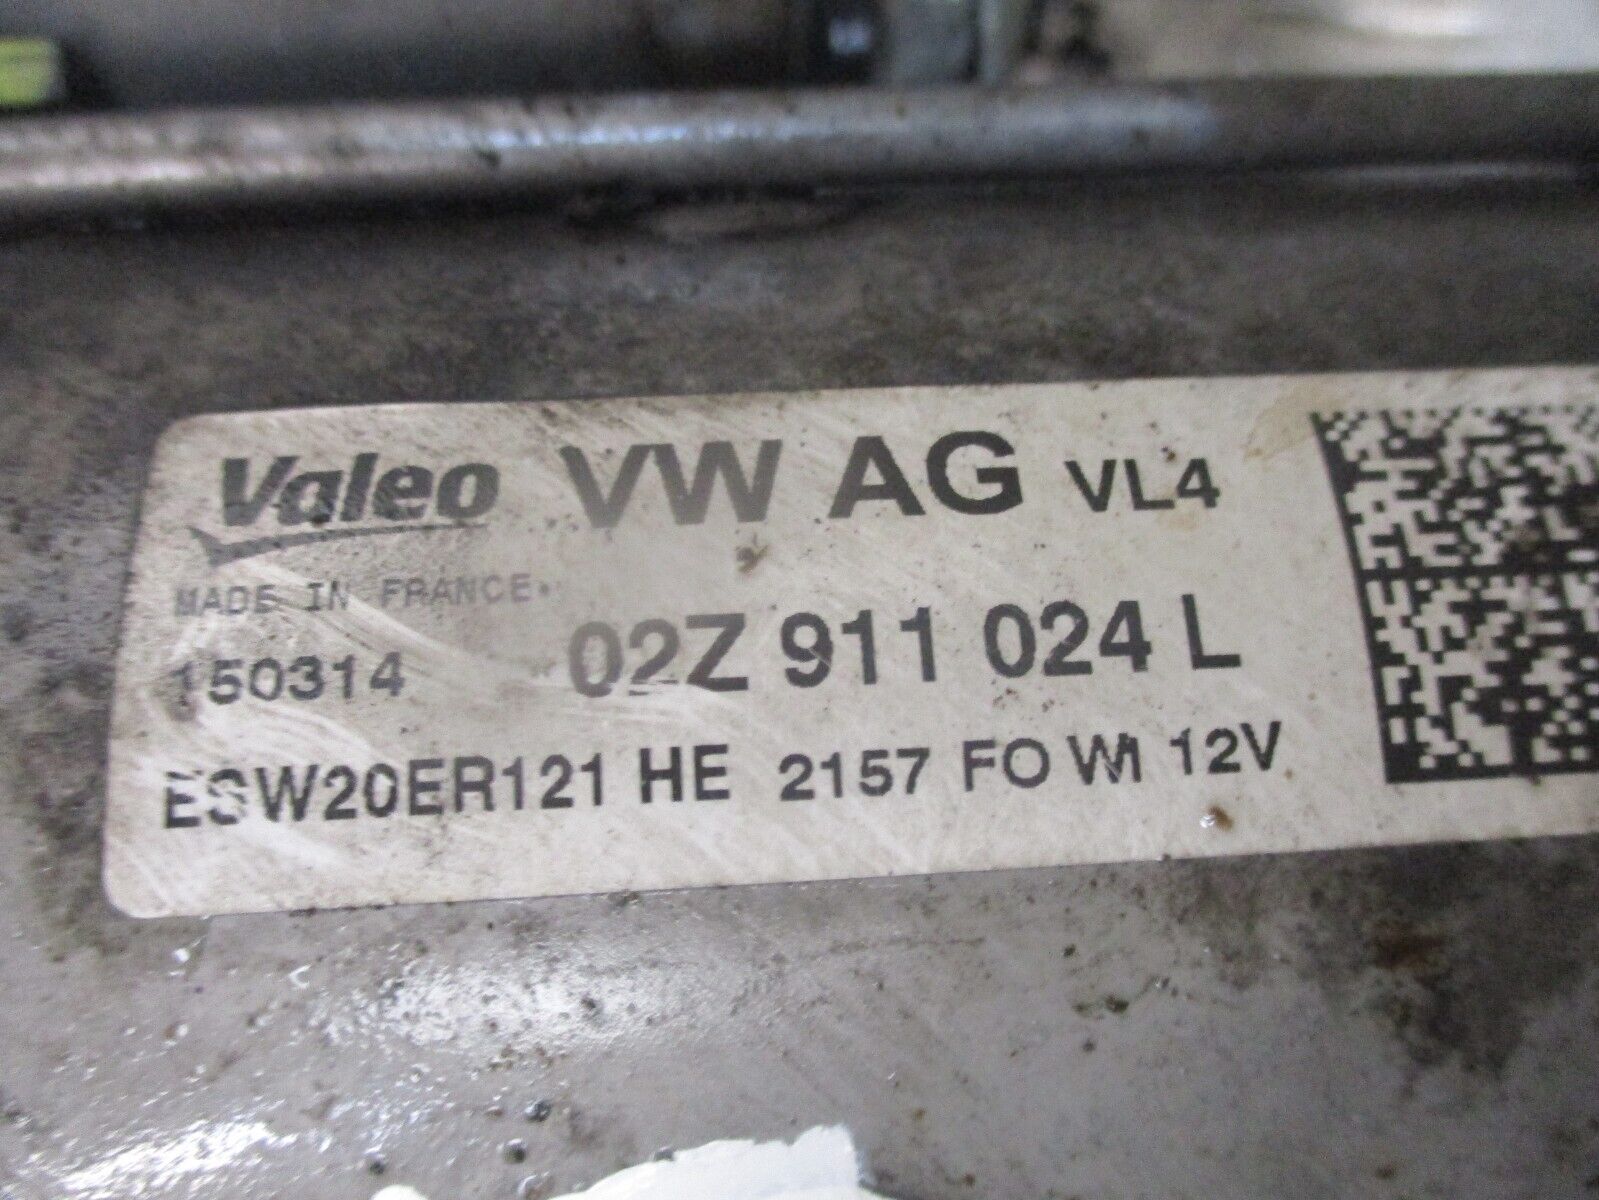 Valeo VW AG VL4
MADE IN FRANCE
150314 02Z 911 024 L
ESW20ER121 HE 2157 FO WI 12V